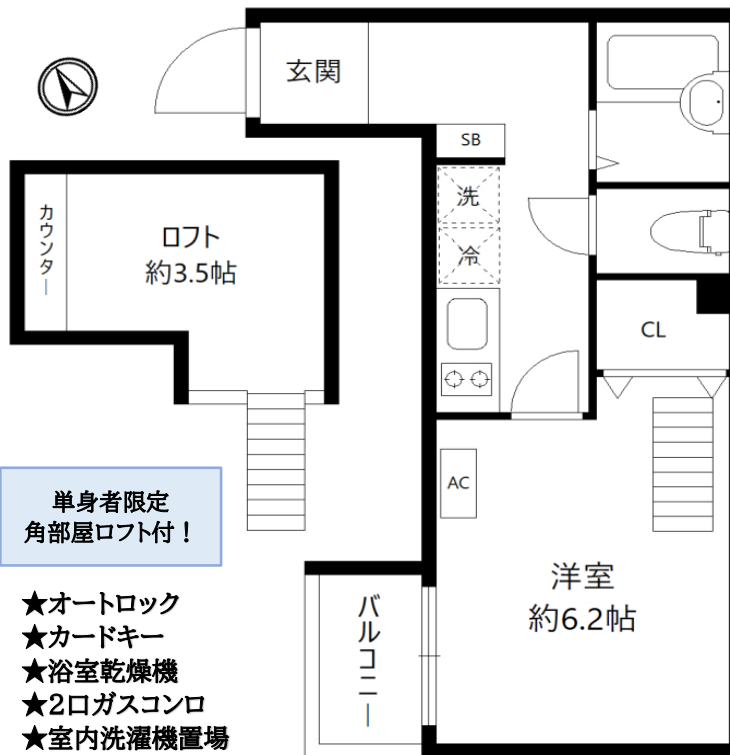 玄関
SB
洗
冷
カウンター
ロフト
約3.5帖
CL
AC
単身者限定
角部屋ロフト付！
洋室
約6.2帖
バルコニー
★オートロック
★カードキー
★浴室乾燥機
★2口ガスコンロ
★室内洗濯機置場